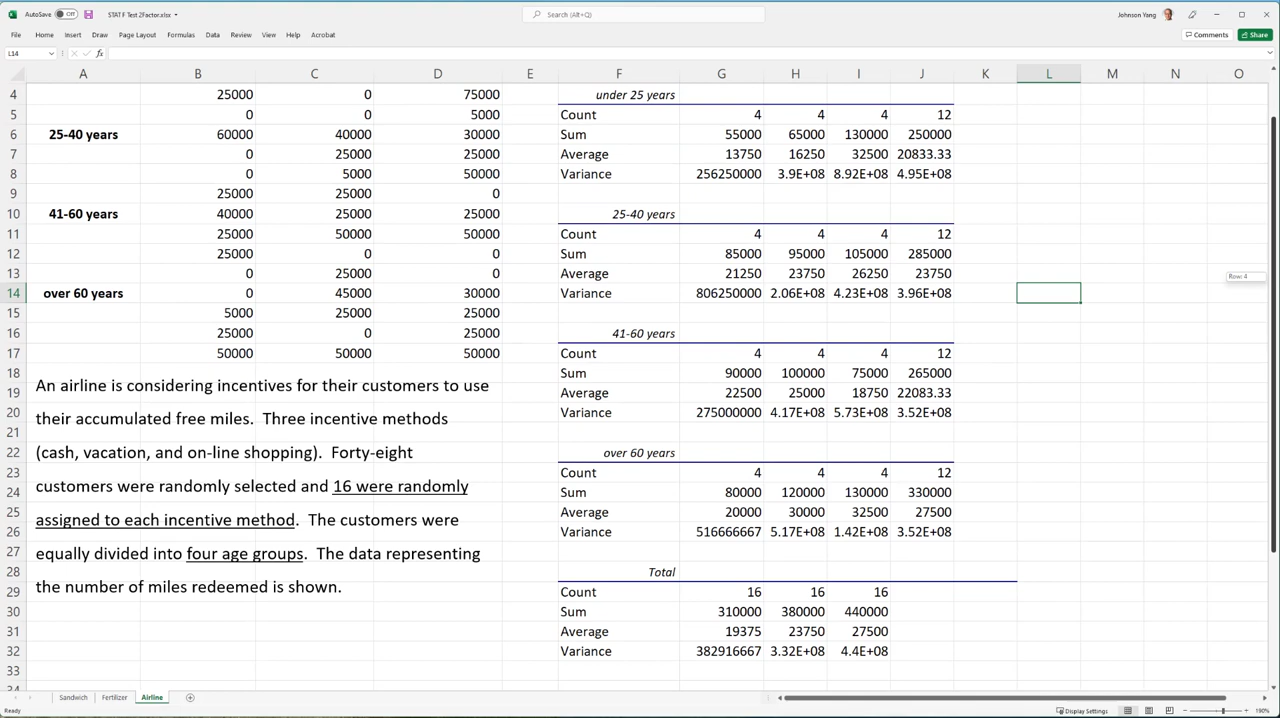 AutoSave Off STAT F Test 2Factor.xlsx Search (Alt+Q) Johnson Yang
File Home Insert Draw Page Layout Formulas Data Review View Help Acrobat Comments Share
L14 fx
A B C D E F G H I J K L M N O
4 25000 0 75000 under 25 years
5 0 0 5000 Count 4 4 4 12
6 25-40 years 60000 40000 30000 Sum 55000 65000 130000 250000
7 0 25000 25000 Average 13750 16250 32500 20833.33
8 0 5000 50000 Variance 256250000 3.9E+08 8.92E+08 4.95E+08
9 25000 25000 0
10 41-60 years 40000 25000 25000 25-40 years
11 25000 50000 50000 Count 4 4 4 12
12 25000 0 0 Sum 85000 95000 105000 285000
13 0 25000 0 Average 21250 23750 26250 23750 Row: 4
14 over 60 years 0 45000 30000 Variance 806250000 2.06E+08 4.23E+08 3.96E+08
15 5000 25000 25000
16 25000 0 25000 41-60 years
17 50000 50000 50000 Count 4 4 4 12
18 Sum 90000 100000 75000 265000
19 Average 22500 25000 18750 22083.33
20 Variance 275000000 4.17E+08 5.73E+08 3.52E+08
21
22 over 60 years
23 Count 4 4 4 12
24 Sum 80000 120000 130000 330000
25 Average 20000 30000 32500 27500
26 Variance 516666667 5.17E+08 1.42E+08 3.52E+08
27
28 Total
29 Count 16 16 16
30 Sum 310000 380000 440000
31 Average 19375 23750 27500
32 Variance 382916667 3.32E+08 4.4E+08
33
34
An airline is considering incentives for their customers to use
their accumulated free miles. Three incentive methods
(cash, vacation, and on-line shopping). Forty-eight
customers were randomly selected and 16 were randomly
assigned to each incentive method. The customers were
equally divided into four age groups. The data representing
the number of miles redeemed is shown.
Sandwich Fertilizer Airline
Ready Display Settings 190%